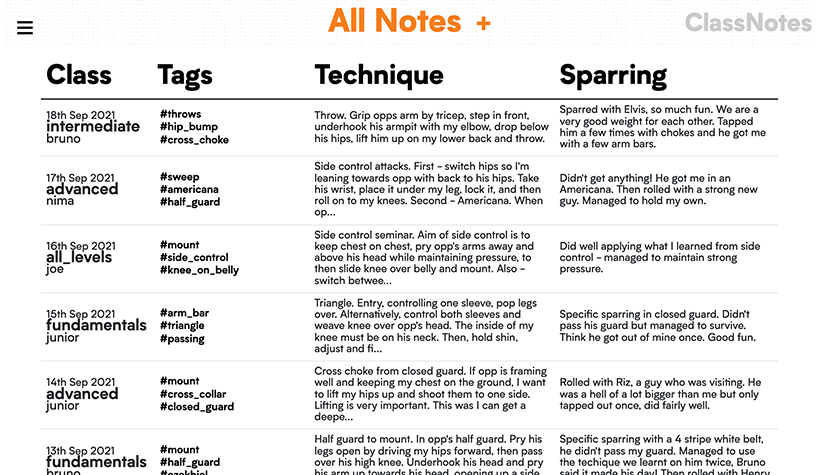 All Notes +
ClassNotes
Class Tags Technique Sparring
18th Sep 2021
intermediate
bruno
#throws
#hip_bump
#cross_choke
Throw. Grip opps arm by tricep, step in front,
underhook his armpit with my elbow, drop below
his hips, lift him up on my lower back and throw.
Sparred with Elvis, so much fun. We are a
very good weight for each other. Tapped
him a few times with chokes and he got me
with a few arm bars.
17th Sep 2021
advanced
nima
#sweep
#americana
#half_guard
Side control attacks. First - switch hips so I'm
leaning towards opp with back to his hips. Take
his wrist, place it under my leg, lock it, and then
roll on to my knees. Second - Americana. When
op...
Didn't get anything! He got me in an
Americana. Then rolled with a strong new
guy. Managed to hold my own.
16th Sep 2021
all_levels
joe
#mount
#side_control
#knee_on_belly
Side control seminar. Aim of side control is to
keep chest on chest, pry opp's arms away and
above his head while maintaining pressure, to
then slide knee over belly and mount. Also -
switch betwee...
Did well applying what I learned from side
control - managed to maintain strong
pressure.
15th Sep 2021
fundamentals
junior
#arm_bar
#triangle
#passing
Triangle. Entry, controlling one sleeve, pop legs
over. Alternatively, control both sleeves and
weave knee over opp's head. The inside of my
knee must be on his neck. Then, hold shin,
adjust and fi...
Specific sparring in closed guard. Didn't
pass his guard but managed to survive.
Think he got out of mine once. Good fun.
14th Sep 2021
advanced
junior
#mount
#cross_collar
#closed_guard
Cross choke from closed guard. If opp is framing
well and keeping my chest on the ground, I want
to lift my hips up and shoot them to one side.
Lifting is very important. This was I can get a
deepe...
Rolled with Riz, a guy who was visiting. He
was a hell of a lot bigger than me but only
tapped out once, did fairly well.
13th Sep 2021
fundamentals
bruno
#mount
#half_guard
#ezekiel
Half guard to mount. In opp's half guard. Pry his
legs open by driving my hips forward, then pass
over his high knee. Underhook his head and pry
his arm up towards his head, opening up a side
Specific sparring with a 4 stripe white belt,
he didn't pass my guard. Managed to use
the techique we learnt on him twice, Bruno
said it made his day! Then rolled with Henry